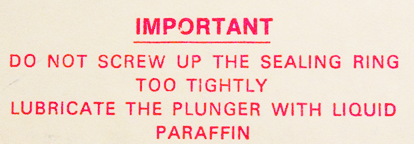 IMPORTANT
DO NOT SCREW UP THE SEALING RING
TOO TIGHTLY
LUBRICATE THE PLUNGER WITH LIQUID
PARAFFIN